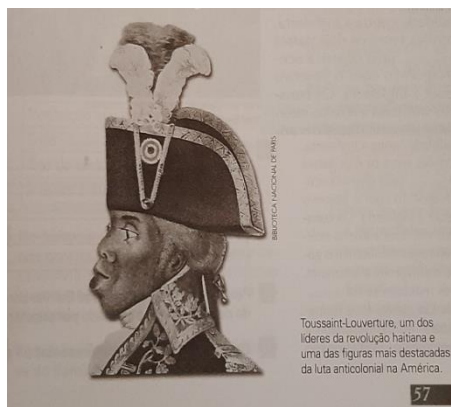 BIBLIOTECA NACIONAL DE PARIS
Toussaint-Louverture, um dos
líderes da revolução haitiana e
uma das figuras mais destacadas
da luta anticolonial na América.
57